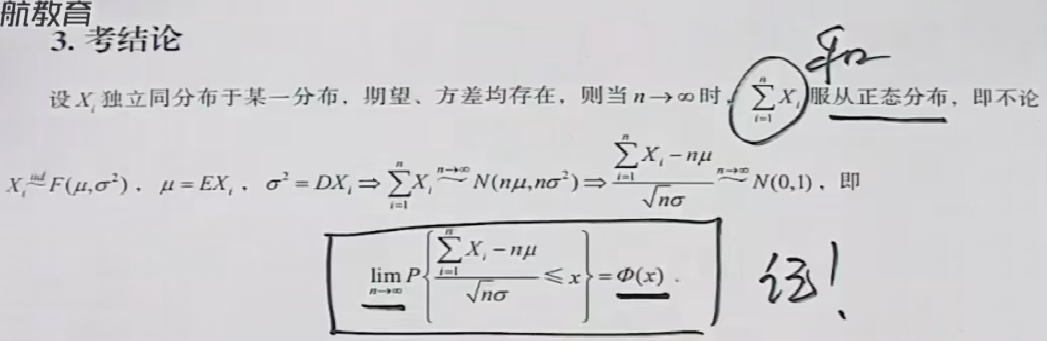 航教育
3. 考结论
和
设 $X_i$ 独立同分布于某一分布，期望、方差均存在，则当 $n\to\infty$ 时，$\sum_{i=1}^{n} X_i$ 服从正态分布，即不论
$X_i \overset{iid}{\sim} F(\mu,\sigma^2)$，$\mu=EX_i$，$\sigma^2=DX_i \Rightarrow \sum_{i=1}^{n} X_i \overset{n\to\infty}{\sim} N(n\mu,n\sigma^2) \Rightarrow \frac{\sum_{i=1}^{n} X_i-n\mu}{\sqrt{n}\sigma} \overset{n\to\infty}{\sim} N(0,1)$，即
$\lim_{n\to\infty} P\left\{\frac{\sum_{i=1}^{n} X_i-n\mu}{\sqrt{n}\sigma} \leqslant x\right\}=\Phi(x)$.
记!